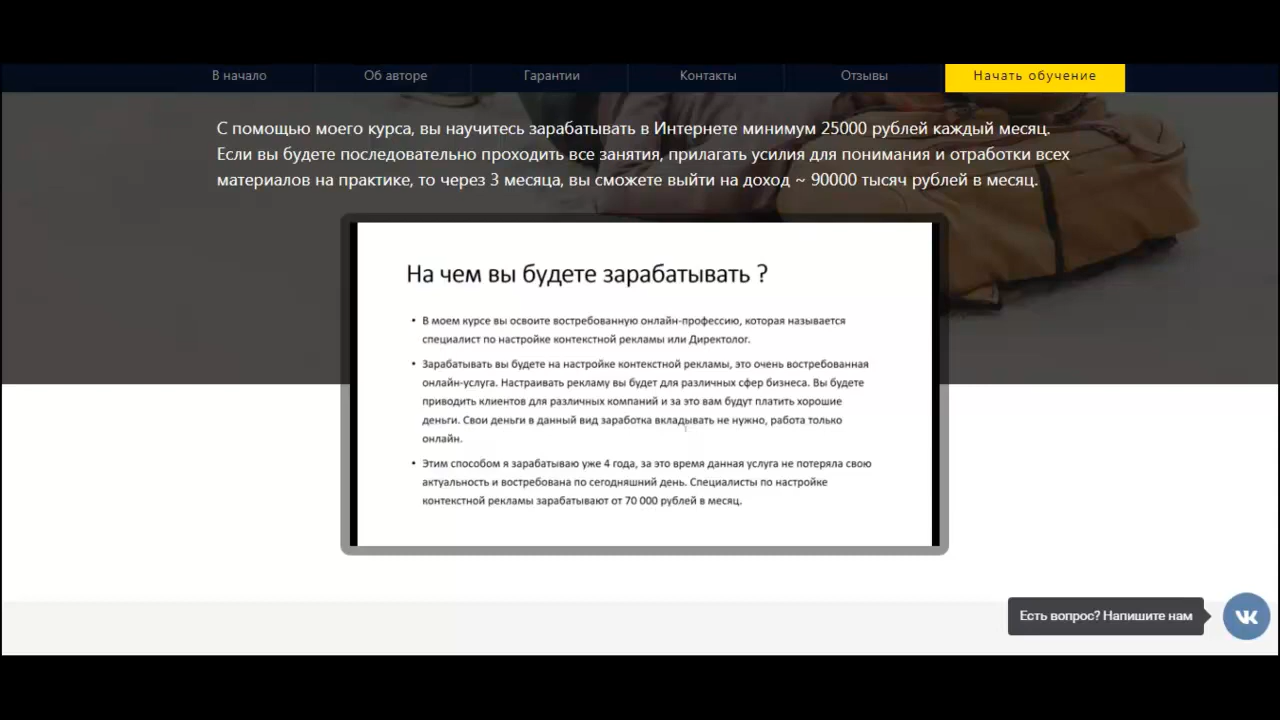 В начало
Об авторе
Гарантии
Контакты
Отзывы
Начать обучение
С помощью моего курса, вы научитесь зарабатывать в Интернете минимум 25000 рублей каждый месяц.
Если вы будете последовательно проходить все занятия, прилагать усилия для понимания и отработки всех
материалов на практике, то через 3 месяца, вы сможете выйти на доход ~ 90000 тысяч рублей в месяц.
На чем вы будете зарабатывать ?
• В моем курсе вы освоите востребованную онлайн-профессию, которая называется
специалист по настройке контекстной рекламы или Директолог.
• Зарабатывать вы будете на настройке контекстной рекламы, это очень востребованная
онлайн-услуга. Настраивать рекламу вы будет для различных сфер бизнеса. Вы будете
приводить клиентов для различных компаний и за это вам будут платить хорошие
деньги. Свои деньги в данный вид заработка вкладывать не нужно, работа только
онлайн.
• Этим способом я зарабатываю уже 4 года, за это время данная услуга не потеряла свою
актуальность и востребована по сегодняшний день. Специалисты по настройке
контекстной рекламы зарабатывают от 70 000 рублей в месяц.
Есть вопрос? Напишите нам